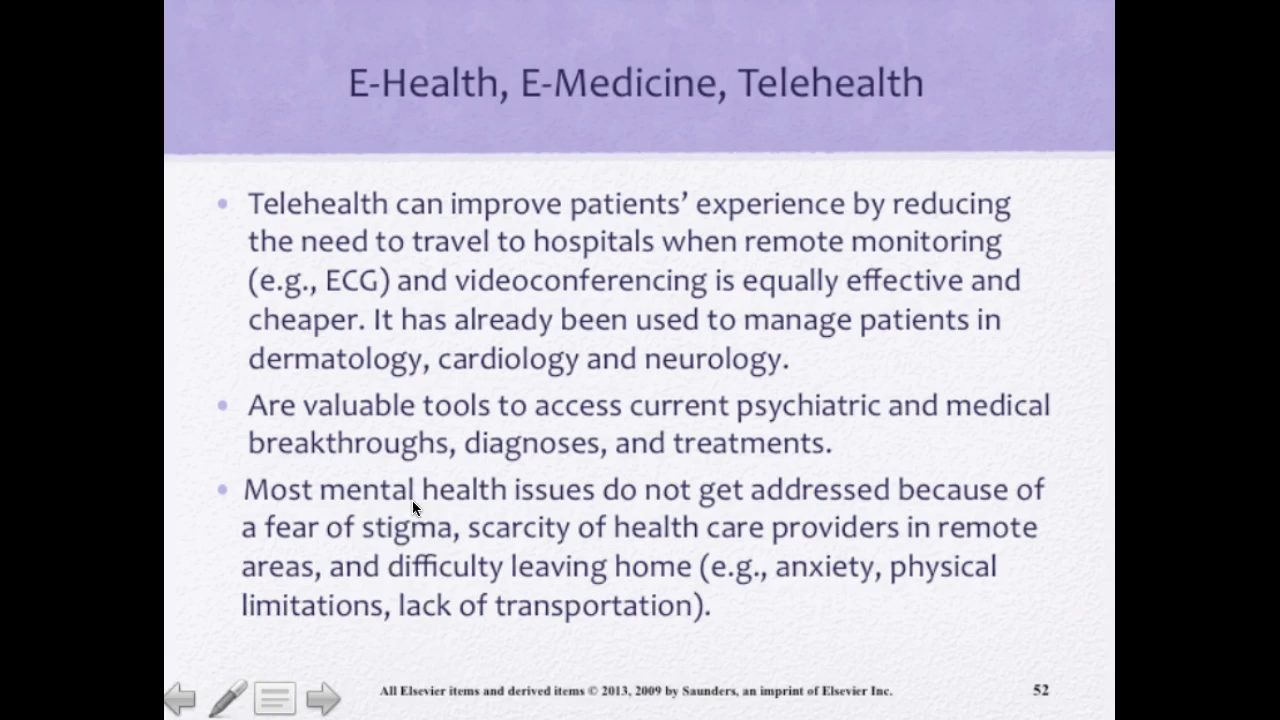 E-Health, E-Medicine, Telehealth
• Telehealth can improve patients’ experience by reducing
the need to travel to hospitals when remote monitoring
(e.g., ECG) and videoconferencing is equally effective and
cheaper. It has already been used to manage patients in
dermatology, cardiology and neurology.
• Are valuable tools to access current psychiatric and medical
breakthroughs, diagnoses, and treatments.
• Most mental health issues do not get addressed because of
a fear of stigma, scarcity of health care providers in remote
areas, and difficulty leaving home (e.g., anxiety, physical
limitations, lack of transportation).
All Elsevier items and derived items © 2013, 2009 by Saunders, an imprint of Elsevier Inc.
52